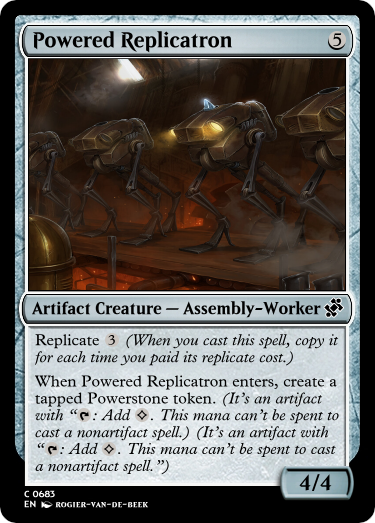 Powered Replicatron 5
Artifact Creature — Assembly-Worker
Replicate 3 (When you cast this spell, copy it
for each time you paid its replicate cost.)
When Powered Replicatron enters, create a
tapped Powerstone token. (It's an artifact
with “: Add . This mana can't be spent to
cast a nonartifact spell.) (It's an artifact with
“: Add . This mana can't be spent to cast
a nonartifact spell.”)
4/4
C 0683
EN ROGIER-VAN-DE-BEEK